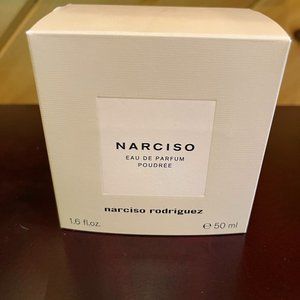 NARCISO
EAU DE PARFUM
POUDRÉE
narciso rodriguez
1.6 fl.oz. ℮ 50 ml